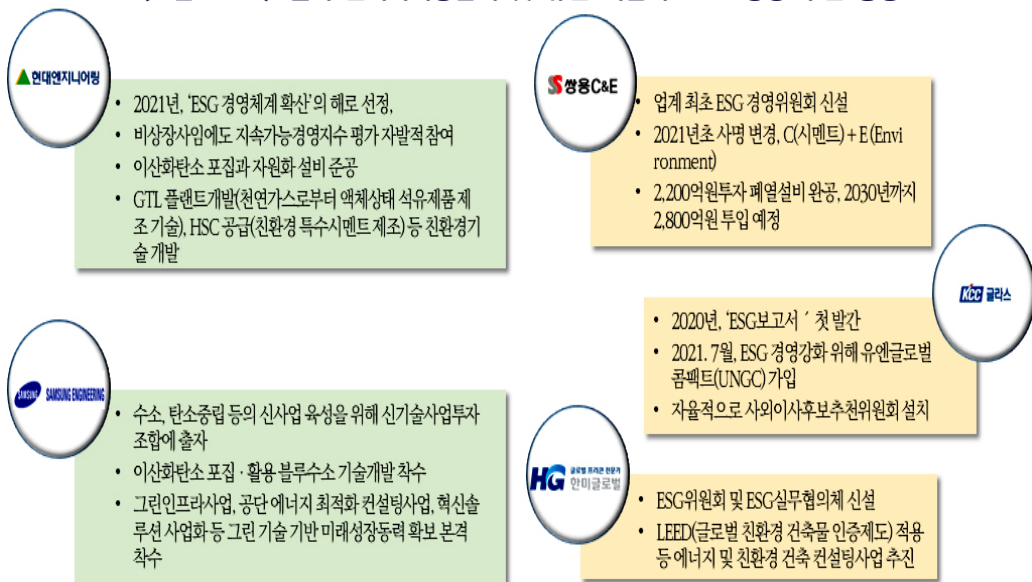 현대엔지니어링
• 2021년, ‘ESG 경영체계 확산’의 해로 선정,
• 비상장사임에도 지속가능경영지수 평가 자발적 참여
• 이산화탄소 포집과 자원화 설비 준공
• GTL 플랜트개발(천연가스로부터 액체상태 석유제품 제
조 기술), HSC 공급(친환경 특수시멘트 제조) 등 친환경기
술 개발
SAMSUNG SAMSUNG ENGINEERING
• 수소, 탄소중립 등의 신사업 육성을 위해 신기술사업투자
조합에 출자
• 이산화탄소 포집 · 활용 블루수소 기술개발 착수
• 그린인프라사업, 공단 에너지 최적화 컨설팅사업, 혁신솔
루션 사업화 등 그린 기술 기반 미래성장동력 확보 본격
착수
쌍용C&E
• 업계 최초 ESG 경영위원회 신설
• 2021년초 사명 변경, C(시멘트) + E (Envi
ronment)
• 2,200억원투자 폐열설비 완공, 2030년까지
2,800억원 투입 예정
KCC 글라스
• 2020년, ‘ESG보고서 ´ 첫 발간
• 2021. 7월, ESG 경영강화 위해 유엔글로벌
콤팩트(UNGC) 가입
• 자율적으로 사외이사후보추천위원회 설치
HG 글로벌 프리콘 전문가
한미글로벌
• ESG위원회 및 ESG실무협의체 신설
• LEED(글로벌 친환경 건축물 인증제도) 적용
등 에너지 및 친환경 건축 컨설팅사업 추진